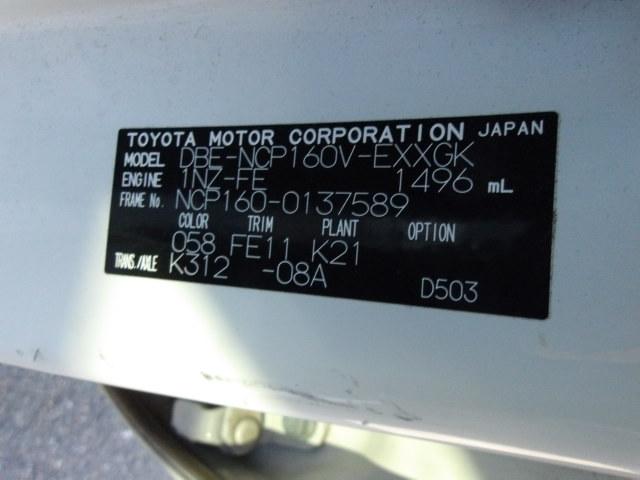 TOYOTA MOTOR CORPORATION JAPAN
MODEL DBE-NCP160V-EXXGK
ENGINE 1NZ-FE 1496 mL
FRAME No. NCP160-0137589
COLOR TRIM PLANT OPTION
058 FE11 K21
TRANS./AXLE K312 -08A
D503